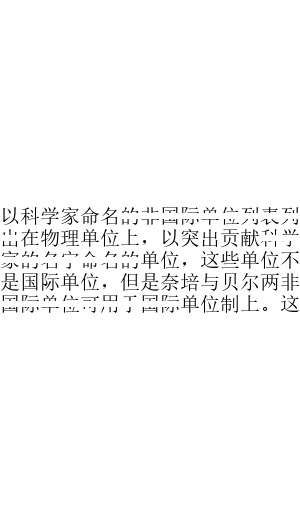 以科学家命名的非国际单位列表列
出在物理单位上，以突出贡献科学
家的名字命名的单位，这些单位不
是国际单位，但是奈培与贝尔两非
国际单位可用于国际单位制上。这